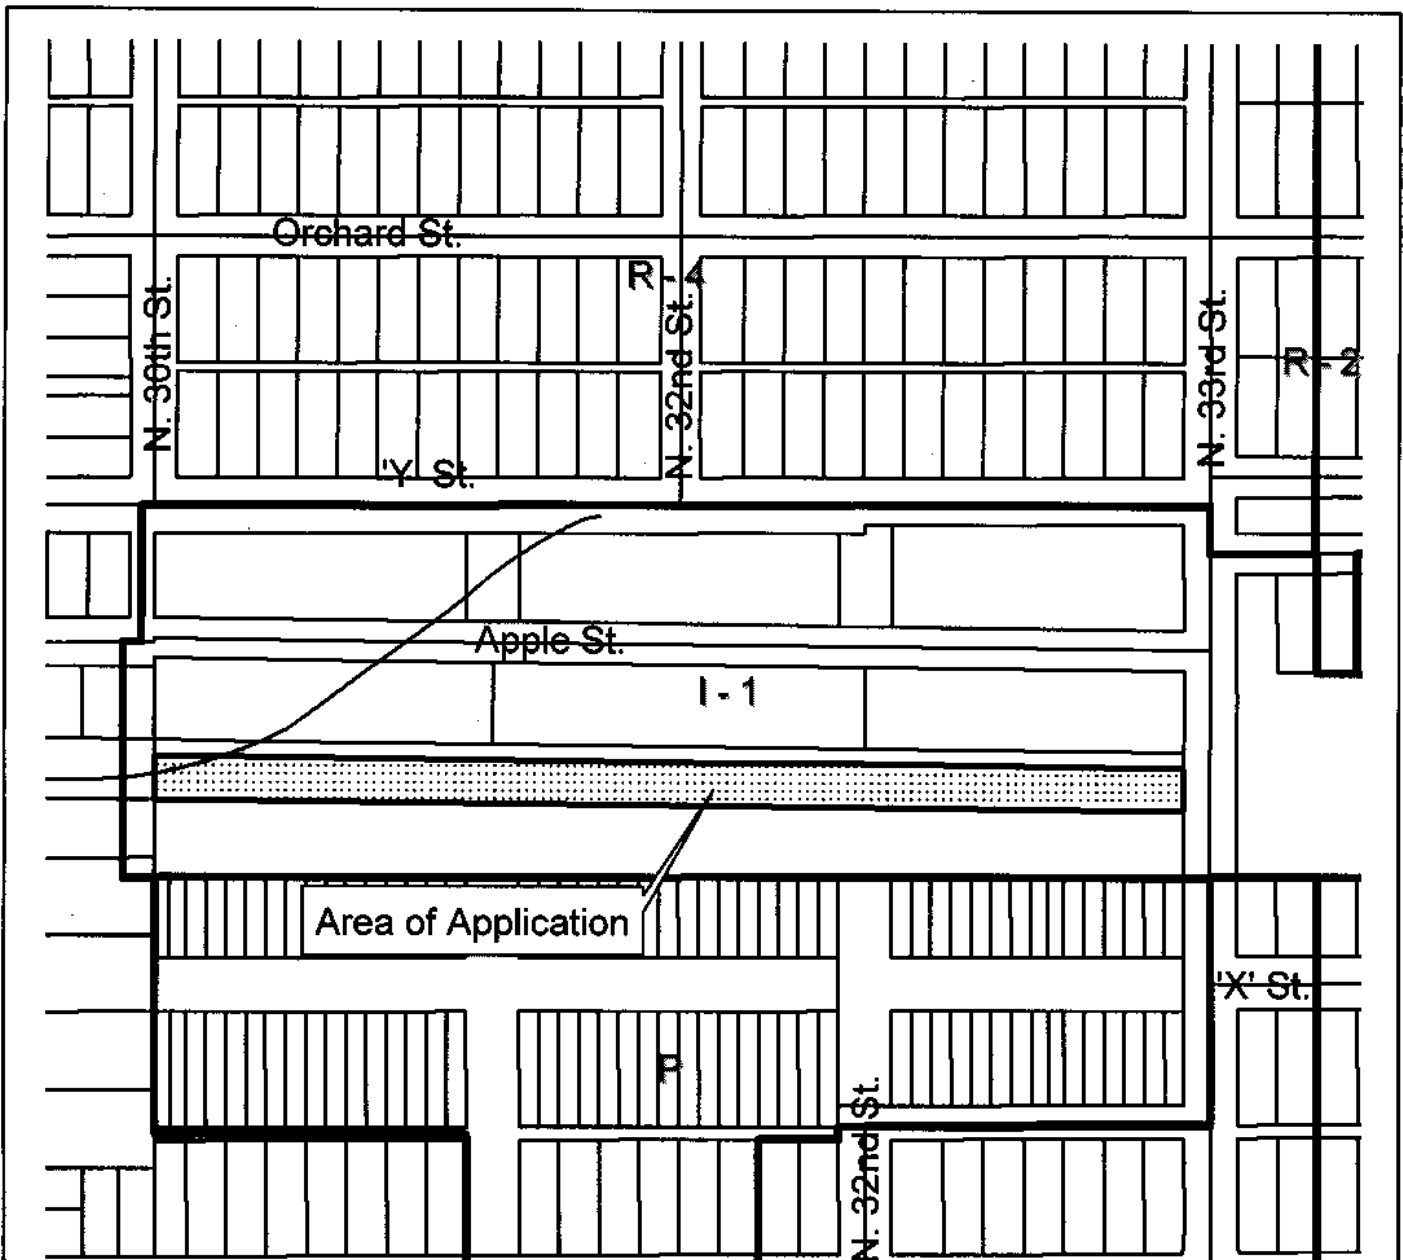 Orchard St.
R - 4
N. 30th St.
N. 32nd St.
N. 33rd St.
R - 2
'Y' St.
Apple St.
I - 1
Area of Application
'X' St.
P
N. 32nd St.